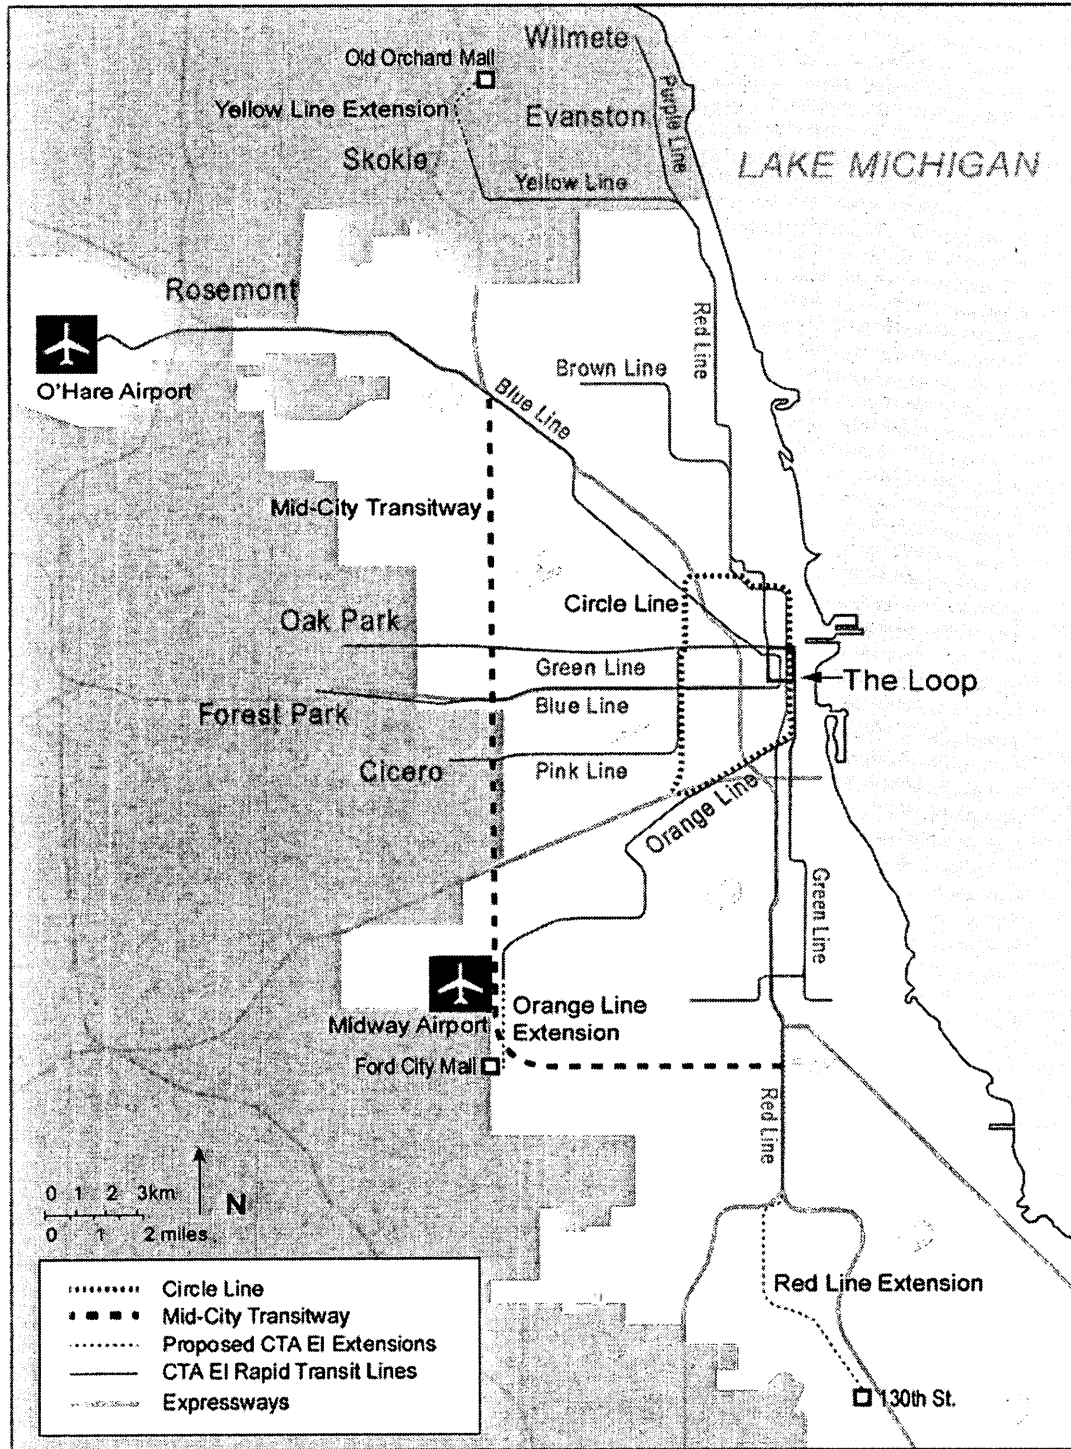 Wilmete
Old Orchard Mall
Purple Line
Yellow Line Extension
Evanston
LAKE MICHIGAN
Skokie
Yellow Line
Rosemont
Red Line
O'Hare Airport
Brown Line
Blue Line
Mid-City Transitway
Circle Line
Oak Park
Green Line
The Loop
Forest Park
Blue Line
Cicero
Pink Line
Orange Line
Green Line
Midway Airport
Orange Line
Extension
Ford City Mall
Red Line
0 1 2 3km
N
0 1 2 miles
Red Line Extension
130th St.
Circle Line
Mid-City Transitway
Proposed CTA El Extensions
CTA El Rapid Transit Lines
Expressways